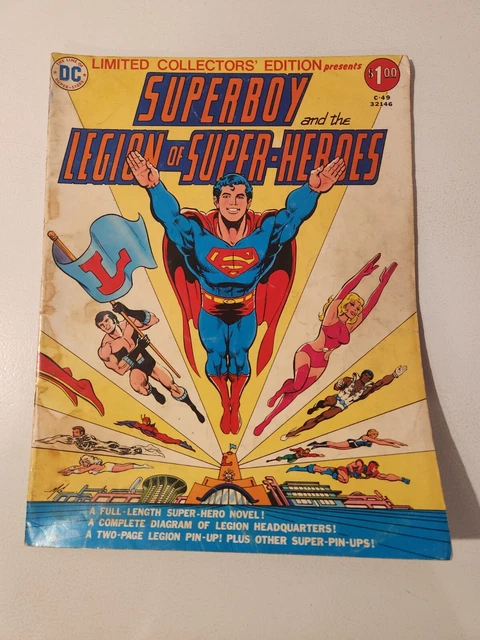 LIMITED COLLECTORS' EDITION presents
DC
$1.00
C-49
32146
SUPERBOY
and the
LEGION OF SUPER-HEROES
L
S
A FULL-LENGTH SUPER-HERO NOVEL!
A COMPLETE DIAGRAM OF LEGION HEADQUARTERS!
A TWO-PAGE LEGION PIN-UP! PLUS OTHER SUPER-PIN-UPS!